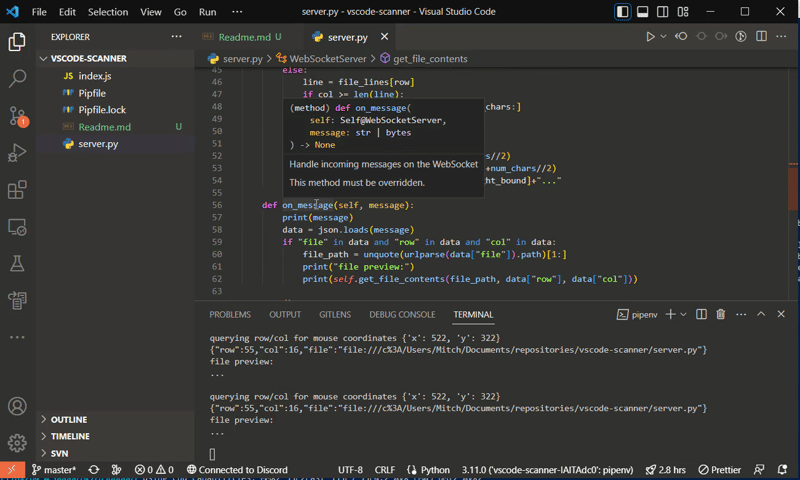 File Edit Selection View Go Run ··· server.py - vscode-scanner - Visual Studio Code
EXPLORER ···
VSCODE-SCANNER
JS index.js
Pipfile
Pipfile.lock
Readme.md U
server.py
OUTLINE
TIMELINE
SVN
Readme.md U server.py
server.py > WebSocketServer > get_file_contents
45 else:
46 line = file_lines[row]
47 if col >= len(line):
48 chars:]
49
50
51
52 s//2)
53 +num_chars//2)
54 ht_bound]+"..."
55
56 def on_message(self, message):
57 print(message)
58 data = json.loads(message)
59 if "file" in data and "row" in data and "col" in data:
60 file_path = unquote(urlparse(data["file"]).path)[1:]
61 print("file preview:")
62 print(self.get_file_contents(file_path, data["row"], data["col"]))
63
(method) def on_message(
self: Self@WebSocketServer,
message: str | bytes
) -> None
Handle incoming messages on the WebSocket
This method must be overridden.
PROBLEMS OUTPUT GITLENS DEBUG CONSOLE TERMINAL pipenv
querying row/col for mouse coordinates {'x': 522, 'y': 322}
{"row":55,"col":16,"file":"file:///c%3A/Users/Mitch/Documents/repositories/vscode-scanner/server.py"}
file preview:
...
querying row/col for mouse coordinates {'x': 522, 'y': 322}
{"row":55,"col":16,"file":"file:///c%3A/Users/Mitch/Documents/repositories/vscode-scanner/server.py"}
file preview:
...
master* 0 0 Connected to Discord UTF-8 CRLF Python 3.11.0 ('vscode-scanner-IAITAdc0': pipenv) 2.8 hrs Prettier